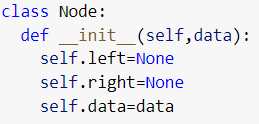 class Node:
  def __init__(self,data):
    self.left=None
    self.right=None
    self.data=data